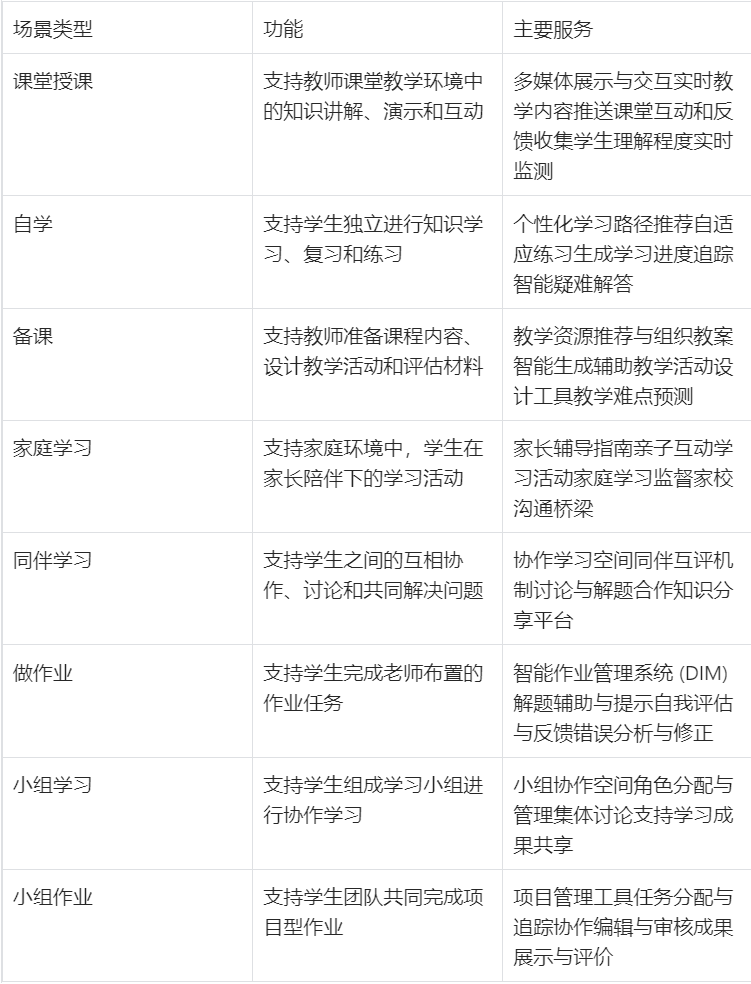 场景类型
功能
主要服务
课堂授课
支持教师课堂教学环境中
的知识讲解、演示和互动
多媒体展示与交互实时教
学内容推送课堂互动和反
馈收集学生理解程度实时
监测
自学
支持学生独立进行知识学
习、复习和练习
个性化学习路径推荐自适
应练习生成学习进度追踪
智能疑难解答
备课
支持教师准备课程内容、
设计教学活动和评估材料
教学资源推荐与组织教案
智能生成辅助教学活动设
计工具教学难点预测
家庭学习
支持家庭环境中，学生在
家长陪伴下的学习活动
家长辅导指南亲子互动学
习活动家庭学习监督家校
沟通桥梁
同伴学习
支持学生之间的互相协
作、讨论和共同解决问题
协作学习空间同伴互评机
制讨论与解题合作知识分
享平台
做作业
支持学生完成老师布置的
作业任务
智能作业管理系统 (DIM)
解题辅助与提示自我评估
与反馈错误分析与修正
小组学习
支持学生组成学习小组进
行协作学习
小组协作空间角色分配与
管理集体讨论支持学习成
果共享
小组作业
支持学生团队共同完成项
目型作业
项目管理工具任务分配与
追踪协作编辑与审核成果
展示与评价